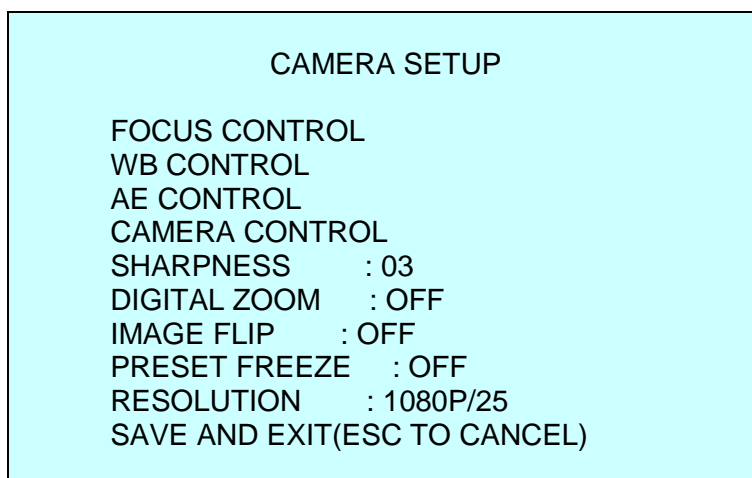 CAMERA SETUP
FOCUS CONTROL
WB CONTROL
AE CONTROL
CAMERA CONTROL
SHARPNESS : 03
DIGITAL ZOOM : OFF
IMAGE FLIP : OFF
PRESET FREEZE : OFF
RESOLUTION : 1080P/25
SAVE AND EXIT(ESC TO CANCEL)